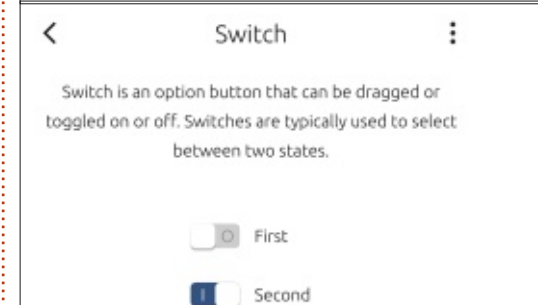 Switch
Switch is an option button that can be dragged or
toggled on or off. Switches are typically used to select
between two states.
First
Second